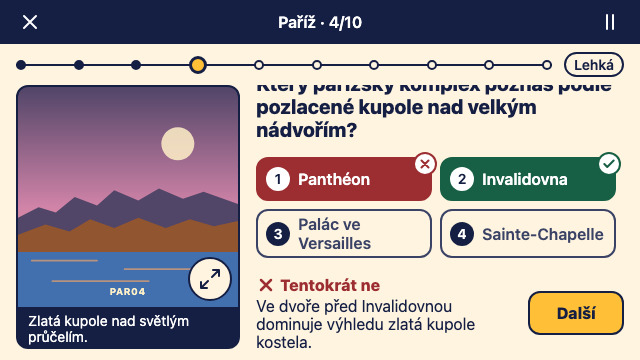 Paříž · 4/10
Lehká
Který pařížský komplex poznáš podle
pozlacené kupole nad velkým
nádvořím?
1 Panthéon
2 Invalidovna
3 Palác ve
Versailles
4 Sainte-Chapelle
PAR04
Zlatá kupole nad světlým
průčelím.
Tentokrát ne
Ve dvoře před Invalidovnou
dominuje výhledu zlatá kupole
kostela.
Další